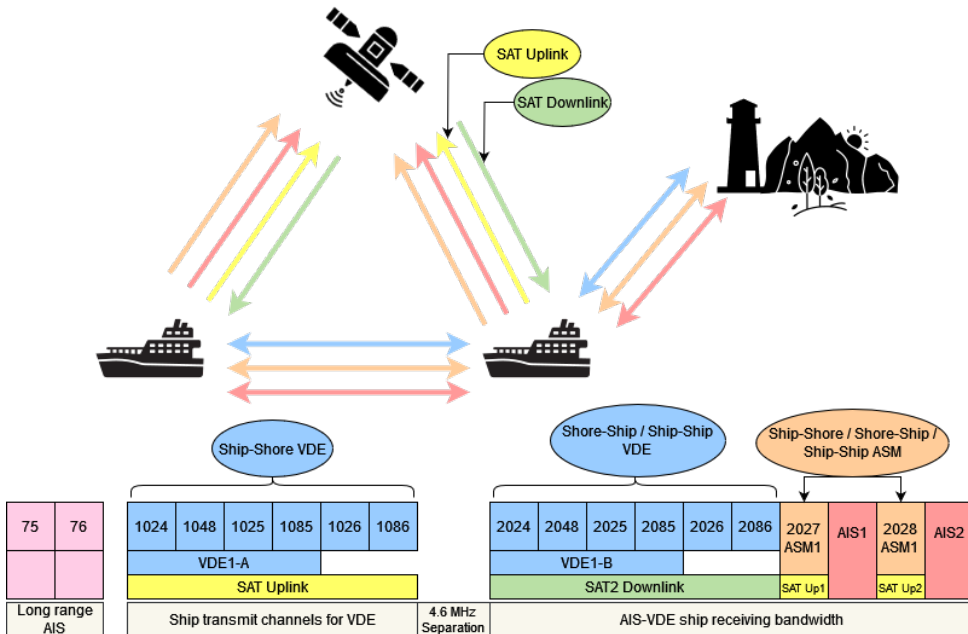 SAT Uplink
SAT Downlink
Ship-Shore VDE
Shore-Ship / Ship-Ship
VDE
Ship-Shore / Shore-Ship /
Ship-Ship ASM
75 76 1024 1048 1025 1085 1026 1086 2024 2048 2025 2085 2026 2086 2027
ASM1 AIS1 2028
ASM1 AIS2
VDE1-A VDE1-B
SAT Uplink SAT2 Downlink SAT Up1 SAT Up2
Long range
AIS
Ship transmit channels for VDE
4.6 MHz
Separation
AIS-VDE ship receiving bandwidth